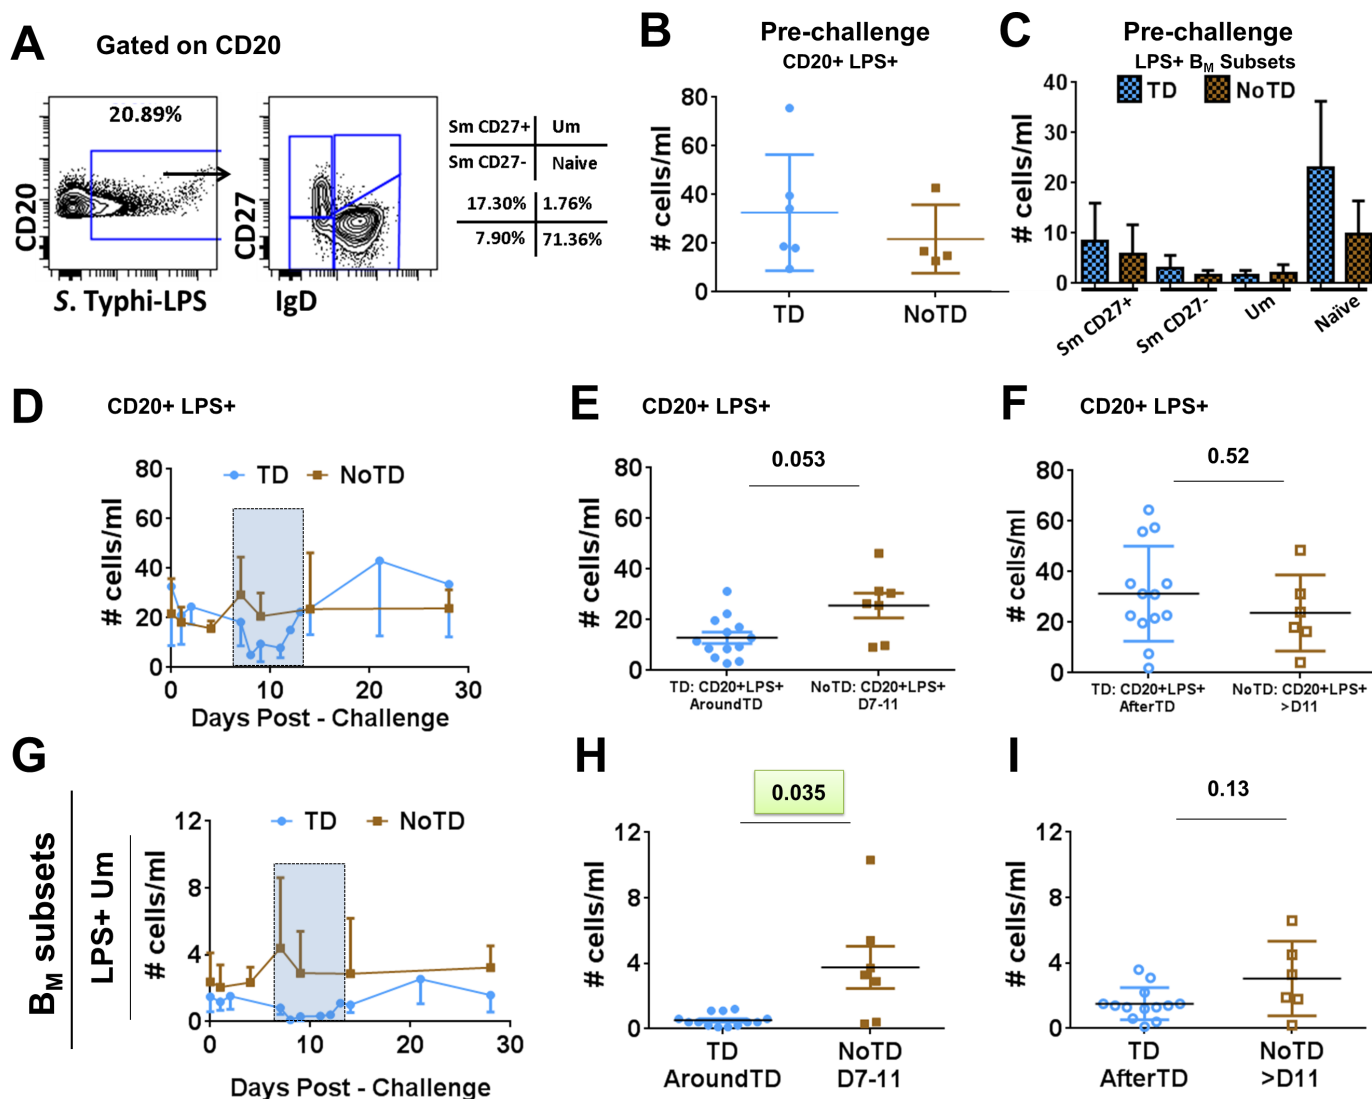 A
Gated on CD20
20.89%
CD20
S. Typhi-LPS
CD27
IgD
Sm CD27+ Um
Sm CD27- Naive
17.30% 1.76%
7.90% 71.36%
B
Pre-challenge
CD20+ LPS+
# cells/ml
80
60
40
20
0
TD NoTD
C
Pre-challenge
LPS+ BM Subsets
TD NoTD
# cells/ml
40
30
20
10
0
Sm CD27+
Sm CD27-
Um
Naïve
D
CD20+ LPS+
TD NoTD
# cells/ml
80
60
40
20
0
0 10 20 30
Days Post - Challenge
E
CD20+ LPS+
0.053
# cells/ml
80
60
40
20
0
TD: CD20+LPS+ NoTD: CD20+LPS+
AroundTD D7-11
F
CD20+ LPS+
0.52
# cells/ml
80
60
40
20
0
TD: CD20+LPS+ NoTD: CD20+LPS+
AfterTD >D11
G
BM subsets
LPS+ Um
TD NoTD
# cells/ml
12
8
4
0
0 10 20 30
Days Post - Challenge
H
0.035
# cells/ml
12
8
4
0
TD NoTD
AroundTD D7-11
I
0.13
# cells/ml
12
8
4
0
TD NoTD
AfterTD >D11